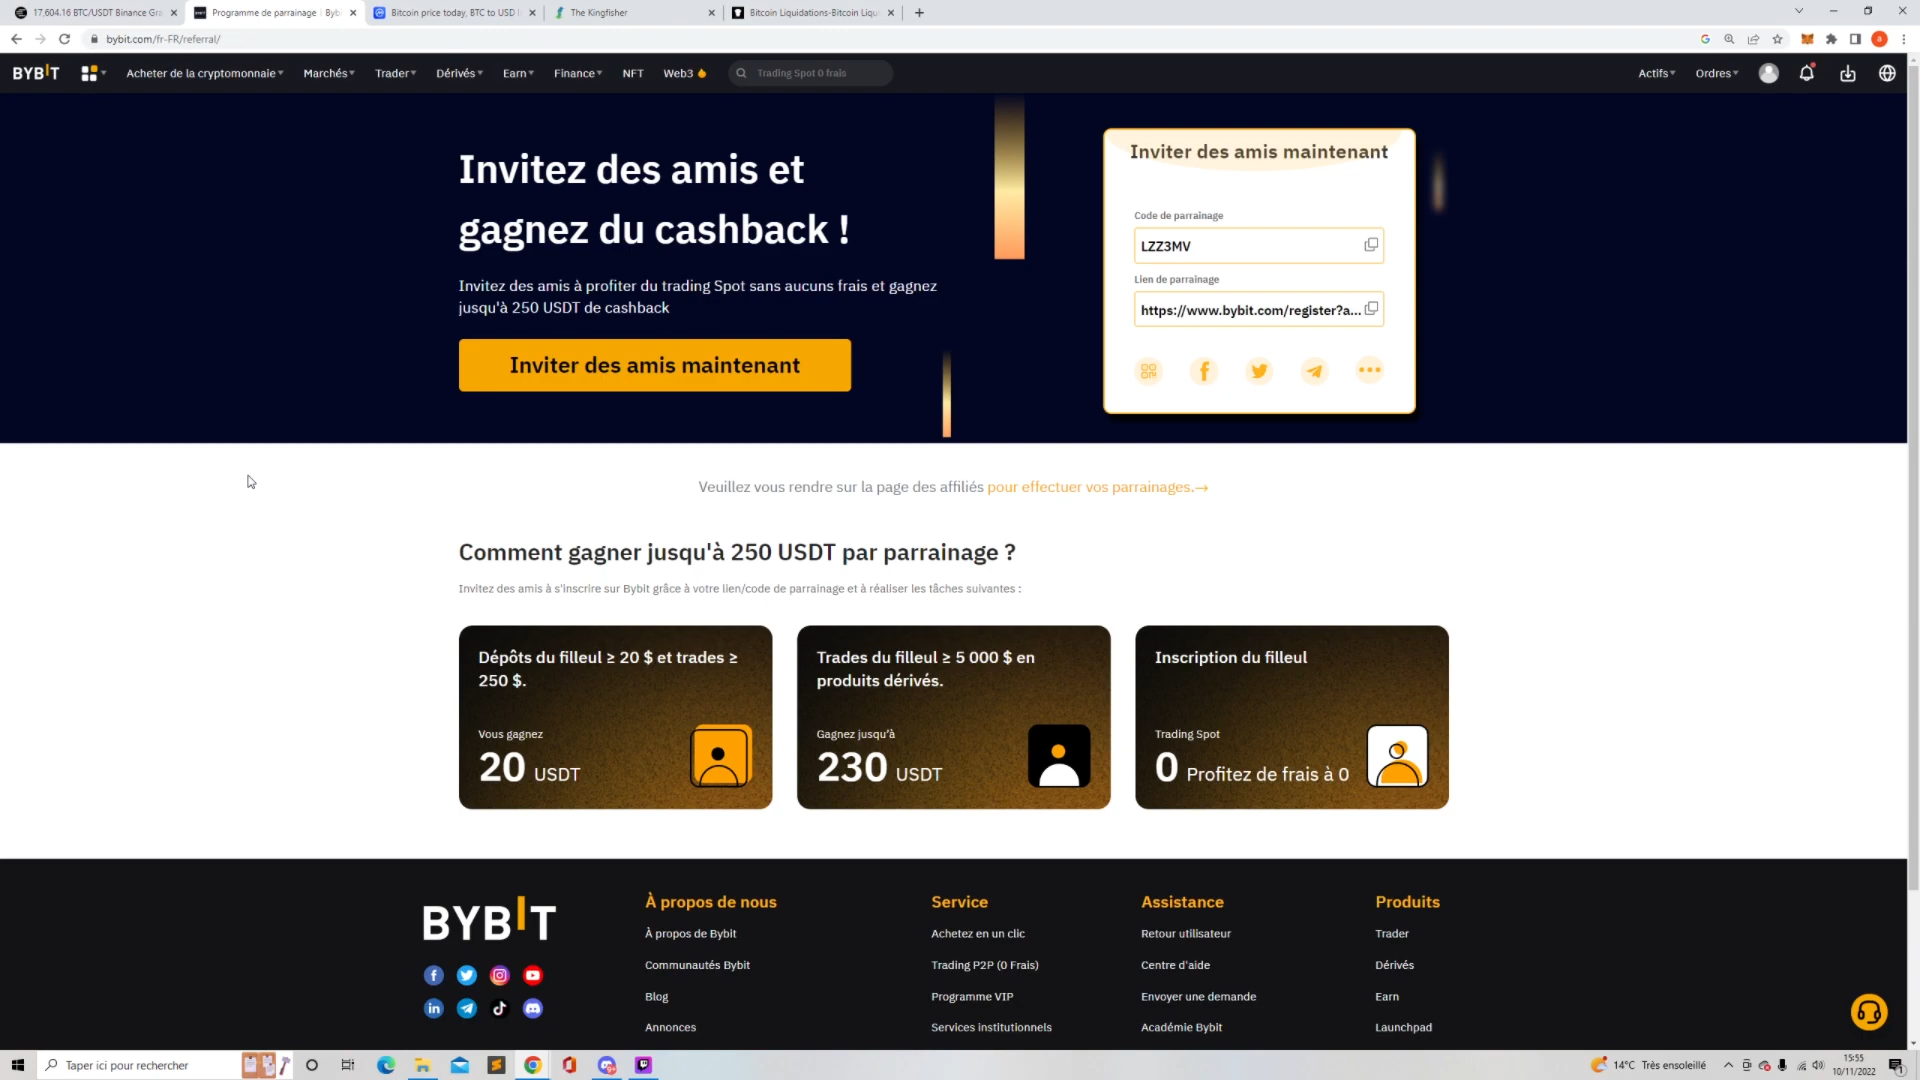 17,604.16 BTC/USDT Binance Gra
Programme de parrainage | Byb
Bitcoin price today, BTC to USD li
The Kingfisher
Bitcoin Liquidations-Bitcoin Liqu
bybit.com/fr-FR/referral/
BYBIT
Acheter de la cryptomonnaie
Marchés
Trader
Dérivés
Earn
Finance
NFT
Web3
Trading Spot 0 frais
Actifs
Ordres
Invitez des amis et
gagnez du cashback !
Invitez des amis à profiter du trading Spot sans aucuns frais et gagnez
jusqu'à 250 USDT de cashback
Inviter des amis maintenant
Inviter des amis maintenant
Code de parrainage
LZZ3MV
Lien de parrainage
https://www.bybit.com/register?a...
Veuillez vous rendre sur la page des affiliés pour effectuer vos parrainages.→
Comment gagner jusqu'à 250 USDT par parrainage ?
Invitez des amis à s'inscrire sur Bybit grâce à votre lien/code de parrainage et à réaliser les tâches suivantes :
Dépôts du filleul ≥ 20 $ et trades ≥
250 $.
Vous gagnez
20 USDT
Trades du filleul ≥ 5 000 $ en
produits dérivés.
Gagnez jusqu'à
230 USDT
Inscription du filleul
Trading Spot
0 Profitez de frais à 0
BYBIT
À propos de nous
À propos de Bybit
Communautés Bybit
Blog
Annonces
Service
Achetez en un clic
Trading P2P (0 Frais)
Programme VIP
Services institutionnels
Assistance
Retour utilisateur
Centre d'aide
Envoyer une demande
Académie Bybit
Produits
Trader
Dérivés
Earn
Launchpad
Taper ici pour rechercher
14°C Très ensoleillé
15:55
10/11/2022